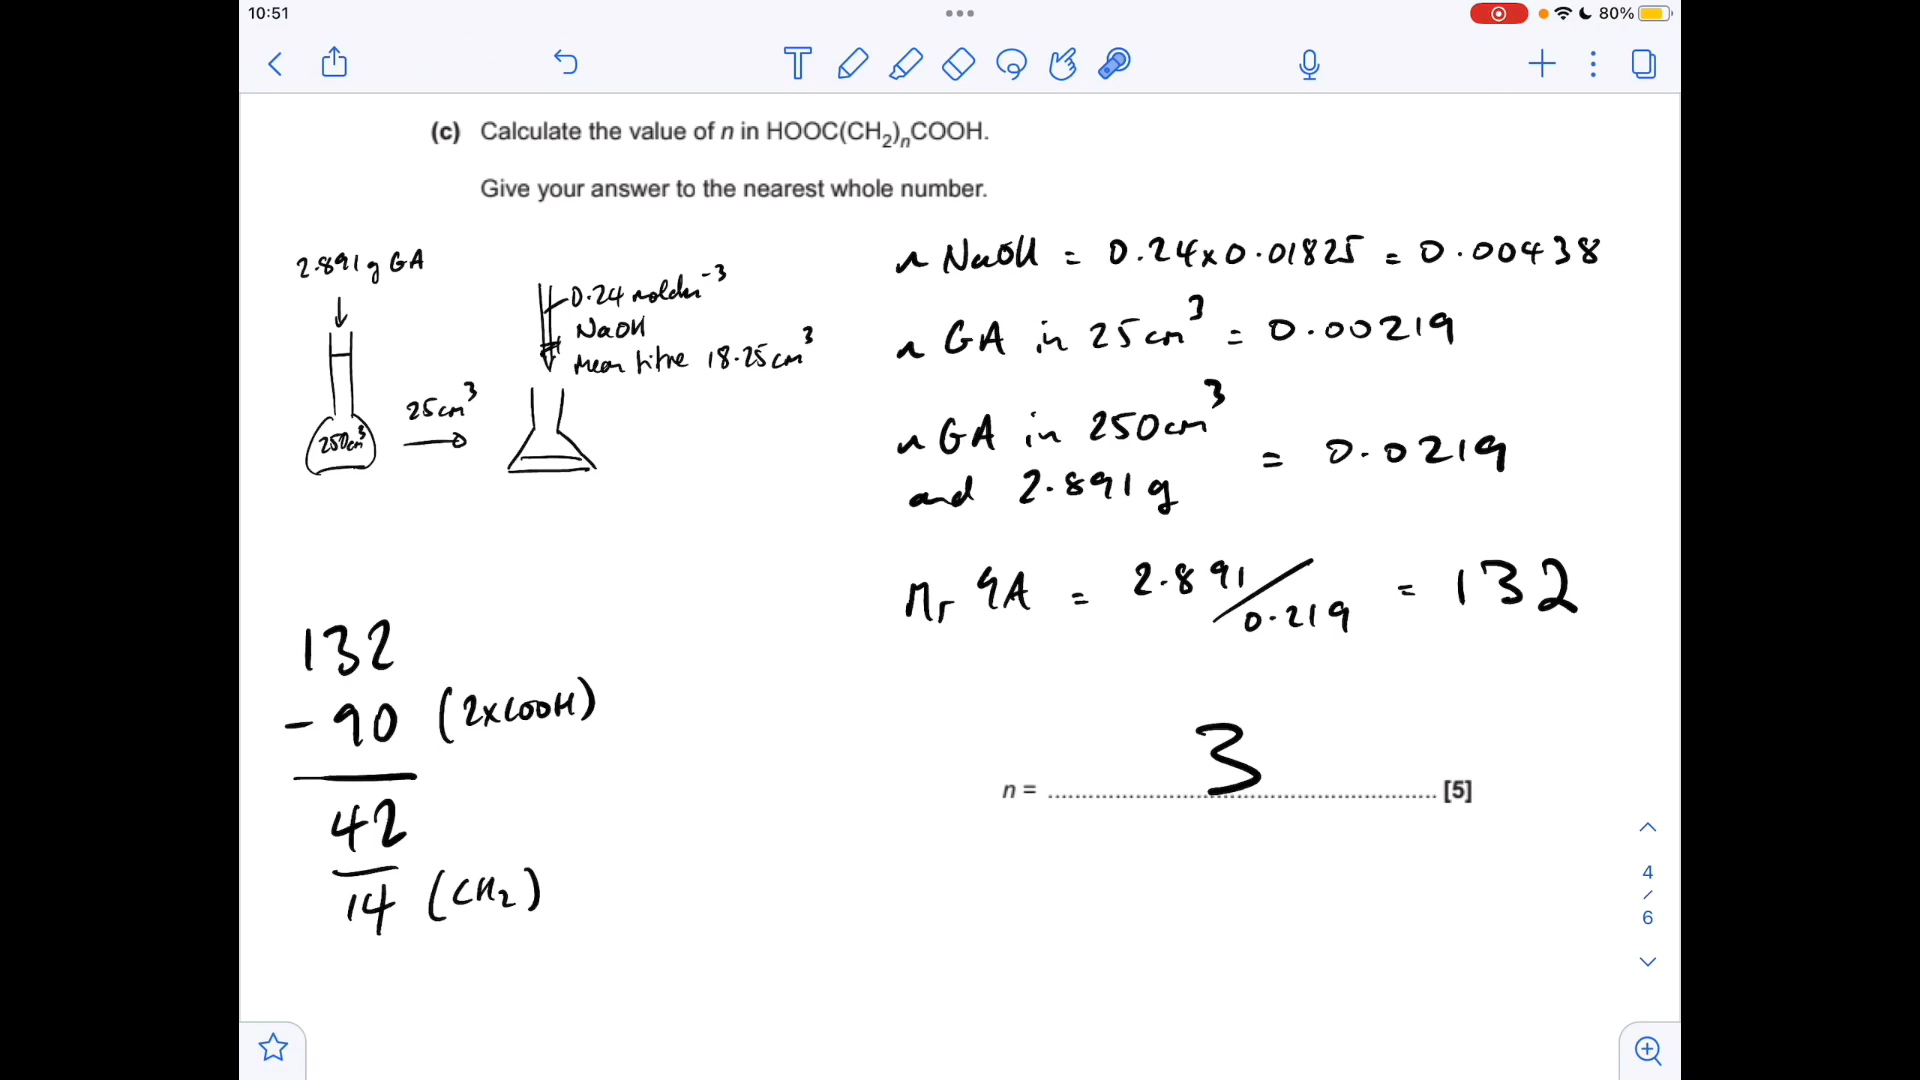 10:51
80%
(c) Calculate the value of n in HOOC(CH₂)ₙCOOH.
Give your answer to the nearest whole number.
2.891g GA
250cm³
25cm³
0.24 moldm⁻³
NaOH
Mean titre 18.25cm³
n NaOH = 0.24x0.01825 = 0.00438
n GA in 25cm³ = 0.00219
n GA in 250cm³
and 2.891g = 0.0219
Mr GA = 2.891/0.219 = 132
132
- 90 (2xCOOH)
42
14 (CH₂)
n = 3 [5]
4
/
6